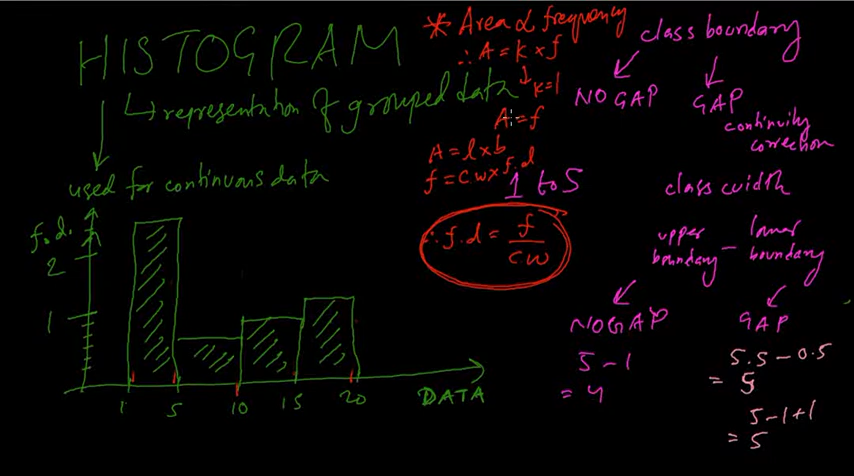 HISTOGRAM
↳ representation of grouped data
used for continuous data
* Area α frequency
∴ A = k × f
↓ k=1
A = f
A = l × b
f = c.w × f.d
∴ f.d = f / cw
class boundary
NO GAP
GAP
continuity
correction
1 to 5
class width
upper boundary - lower boundary
NO GAP
5 - 1
= 4
GAP
5.5 - 0.5
= 5
5 - 1 + 1
= 5
f.d.
2
1
1 5 10 15 20 DATA